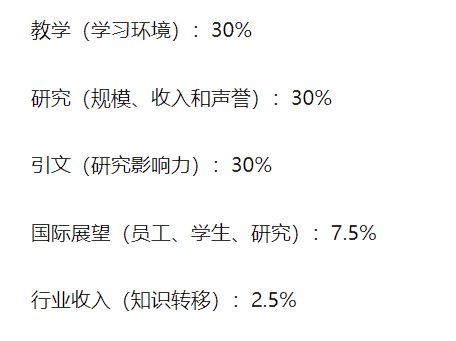 教学（学习环境）：30%
研究（规模、收入和声誉）：30%
引文（研究影响力）：30%
国际展望（员工、学生、研究）：7.5%
行业收入（知识转移）：2.5%